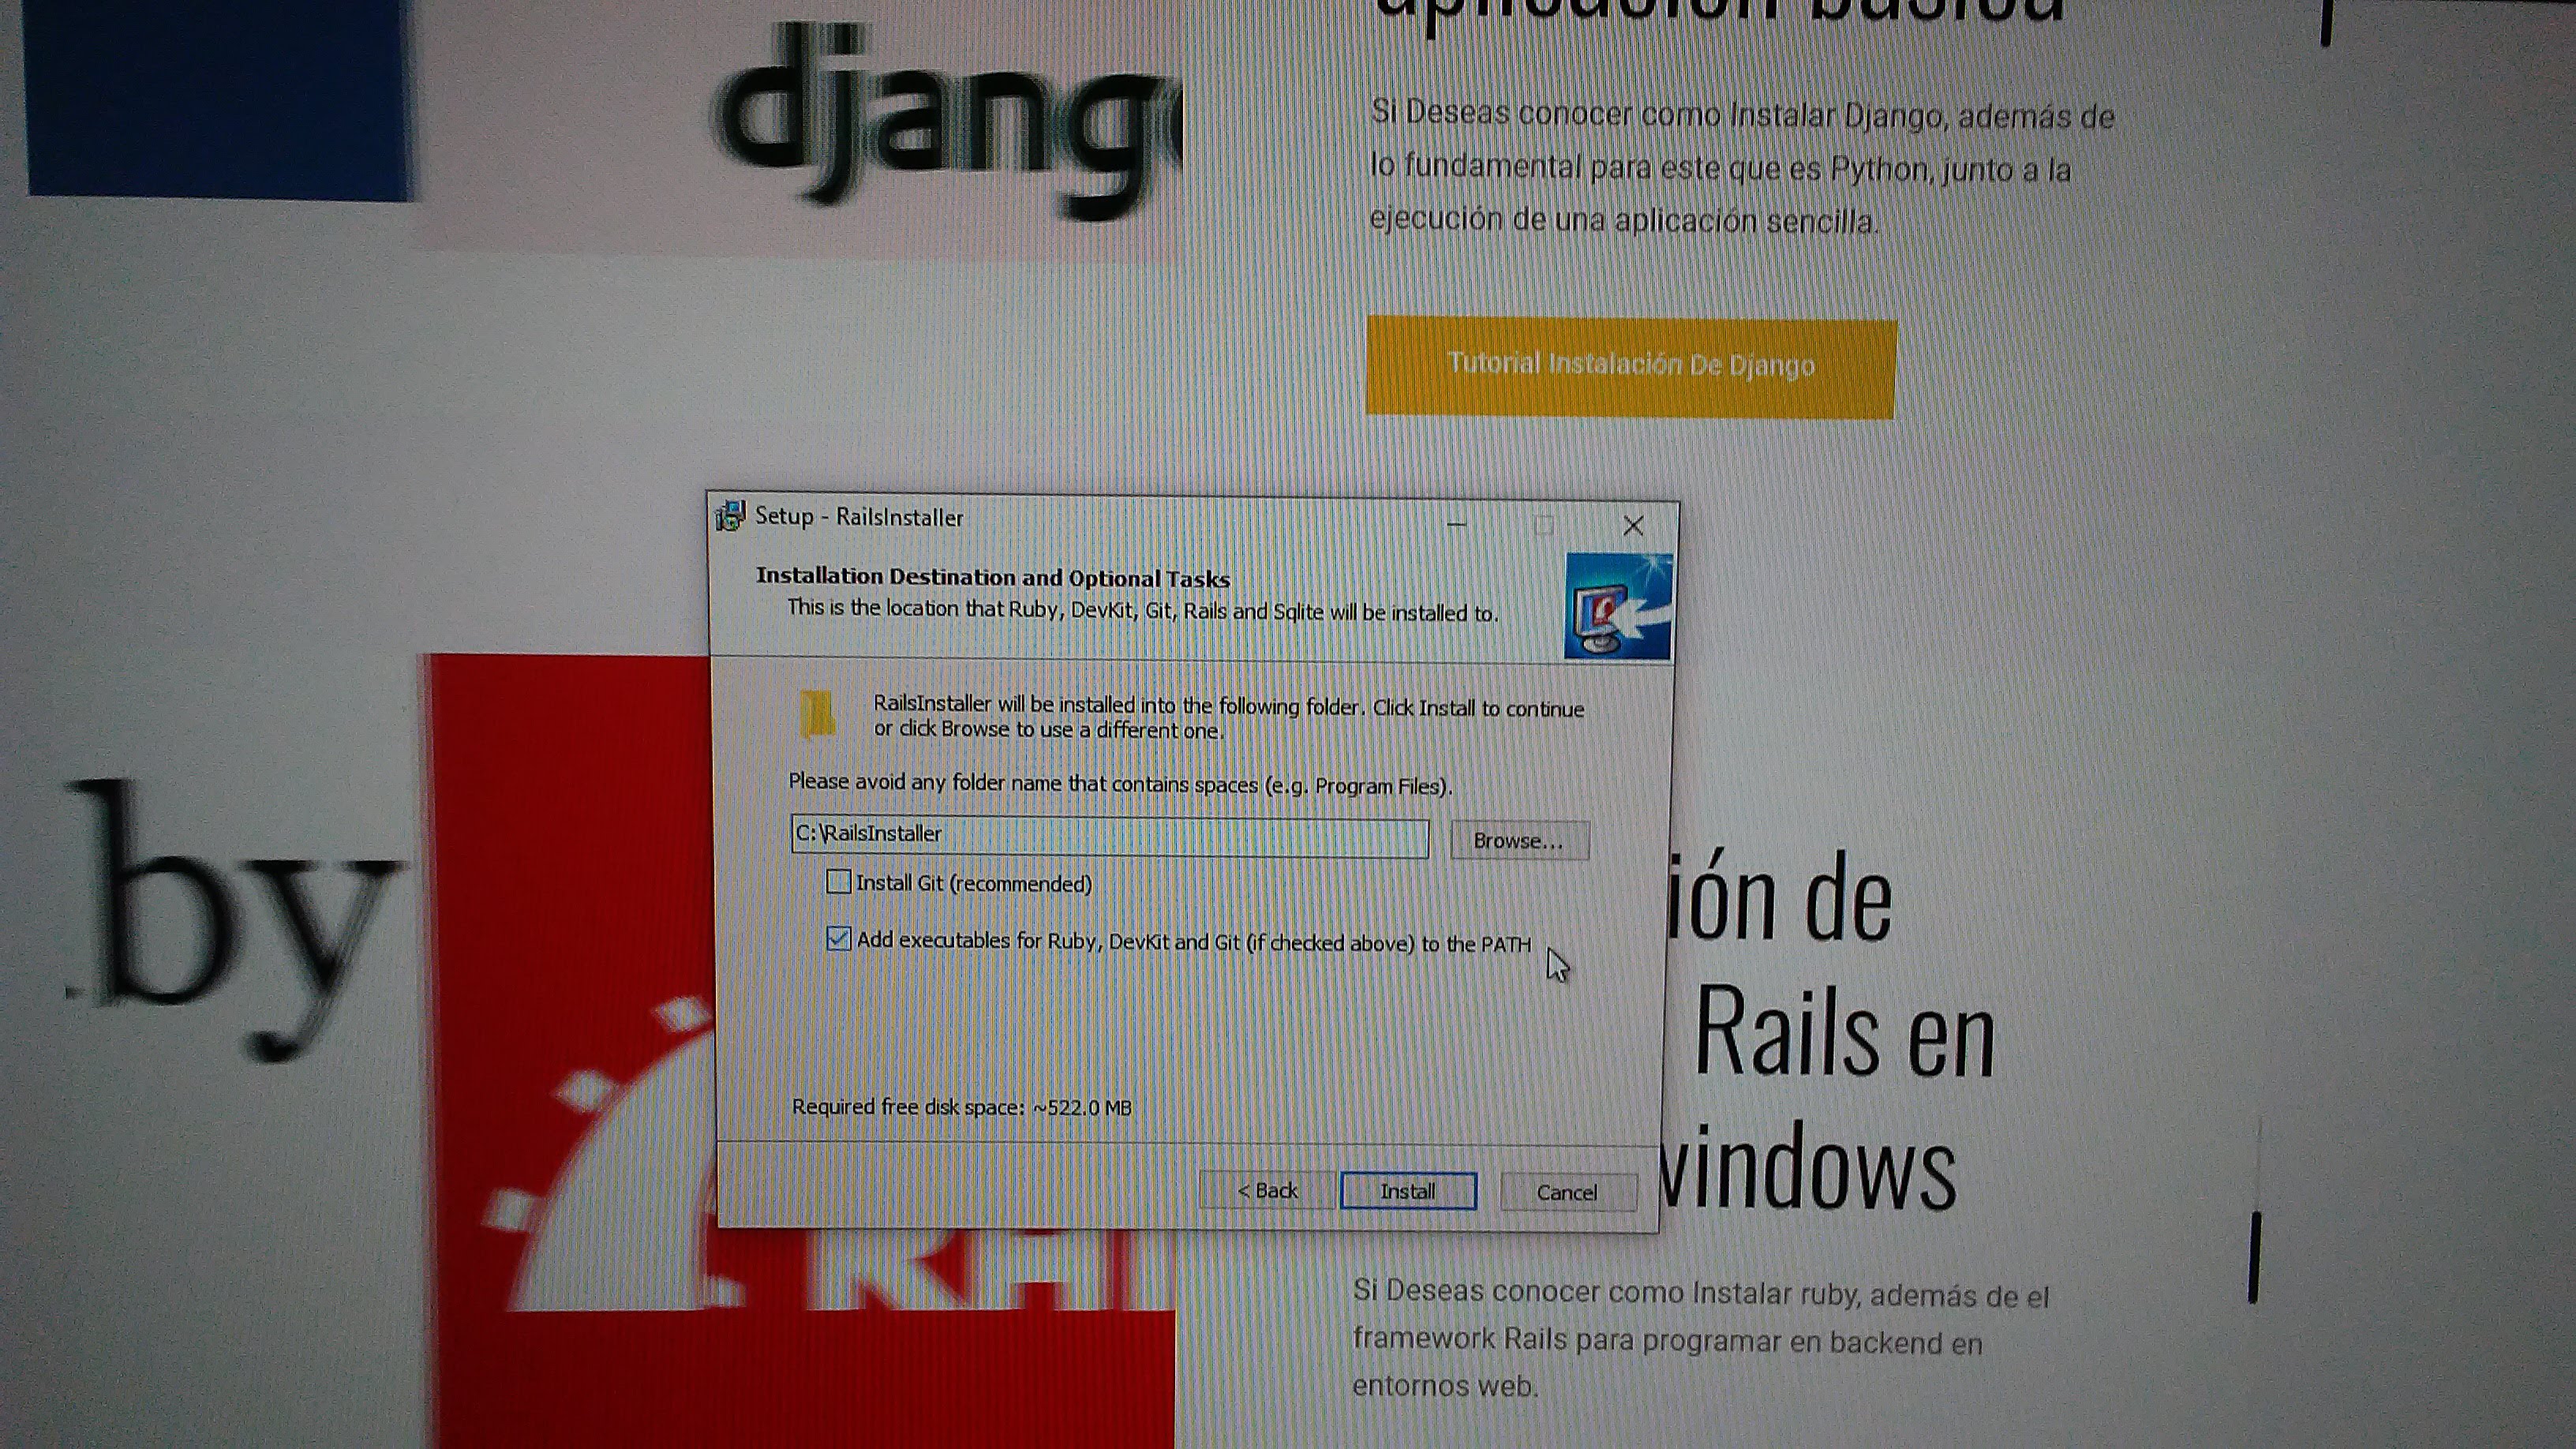 django
Si Deseas conocer como Instalar Django, además de
lo fundamental para este que es Python, junto a la
ejecución de una aplicación sencilla.
Tutorial Instalación De Django
Setup - RailsInstaller
Installation Destination and Optional Tasks
This is the location that Ruby, DevKit, Git, Rails and Sqlite will be installed to.
RailsInstaller will be installed into the following folder. Click Install to continue
or click Browse to use a different one.
Please avoid any folder name that contains spaces (e.g. Program Files).
C:\RailsInstaller
Browse...
Install Git (recommended)
Add executables for Ruby, DevKit and Git (if checked above) to the PATH
Required free disk space: ~522.0 MB
< Back
Install
Cancel
by
ión de
Rails en
windows
Si Deseas conocer como Instalar ruby, además de el
framework Rails para programar en backend en
entornos web.